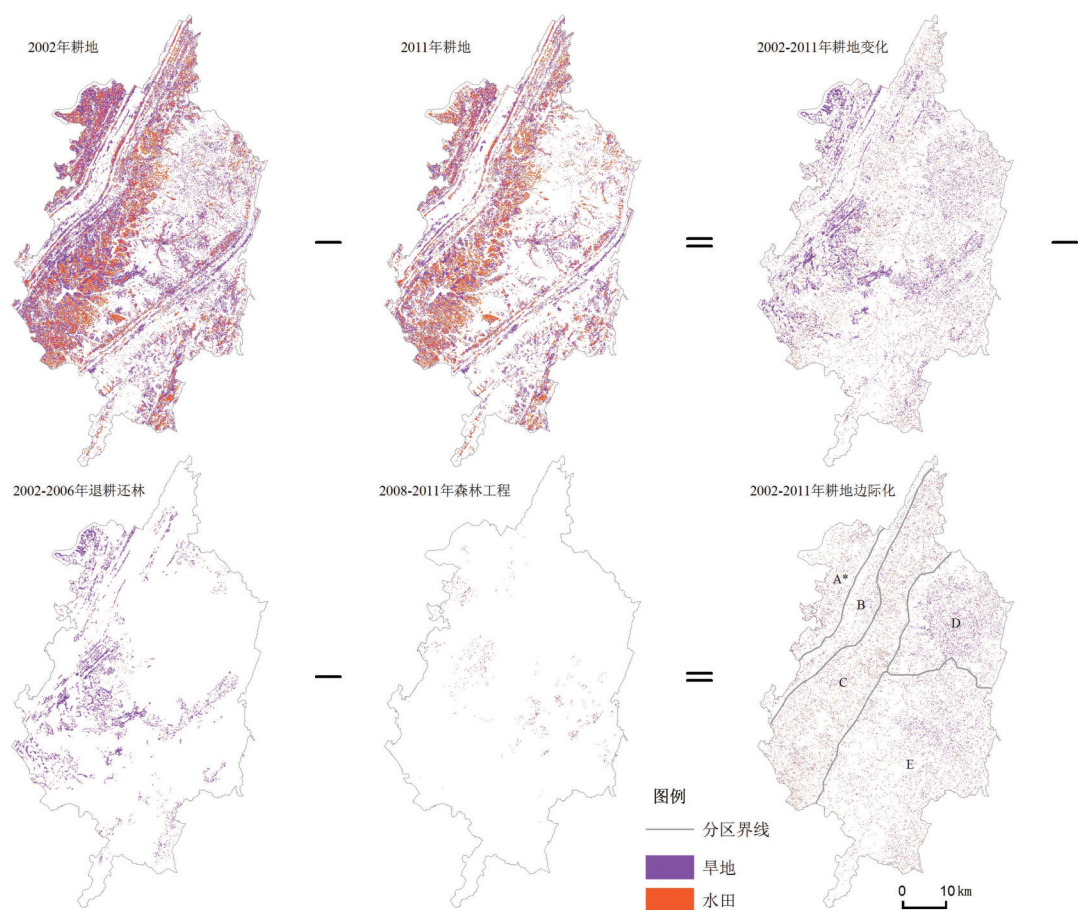 2002年耕地
2011年耕地
2002-2011年耕地变化
2002-2006年退耕还林
2008-2011年森林工程
2002-2011年耕地边际化
A*
B
D
C
E
图例
分区界线
旱地
水田
0 10 km